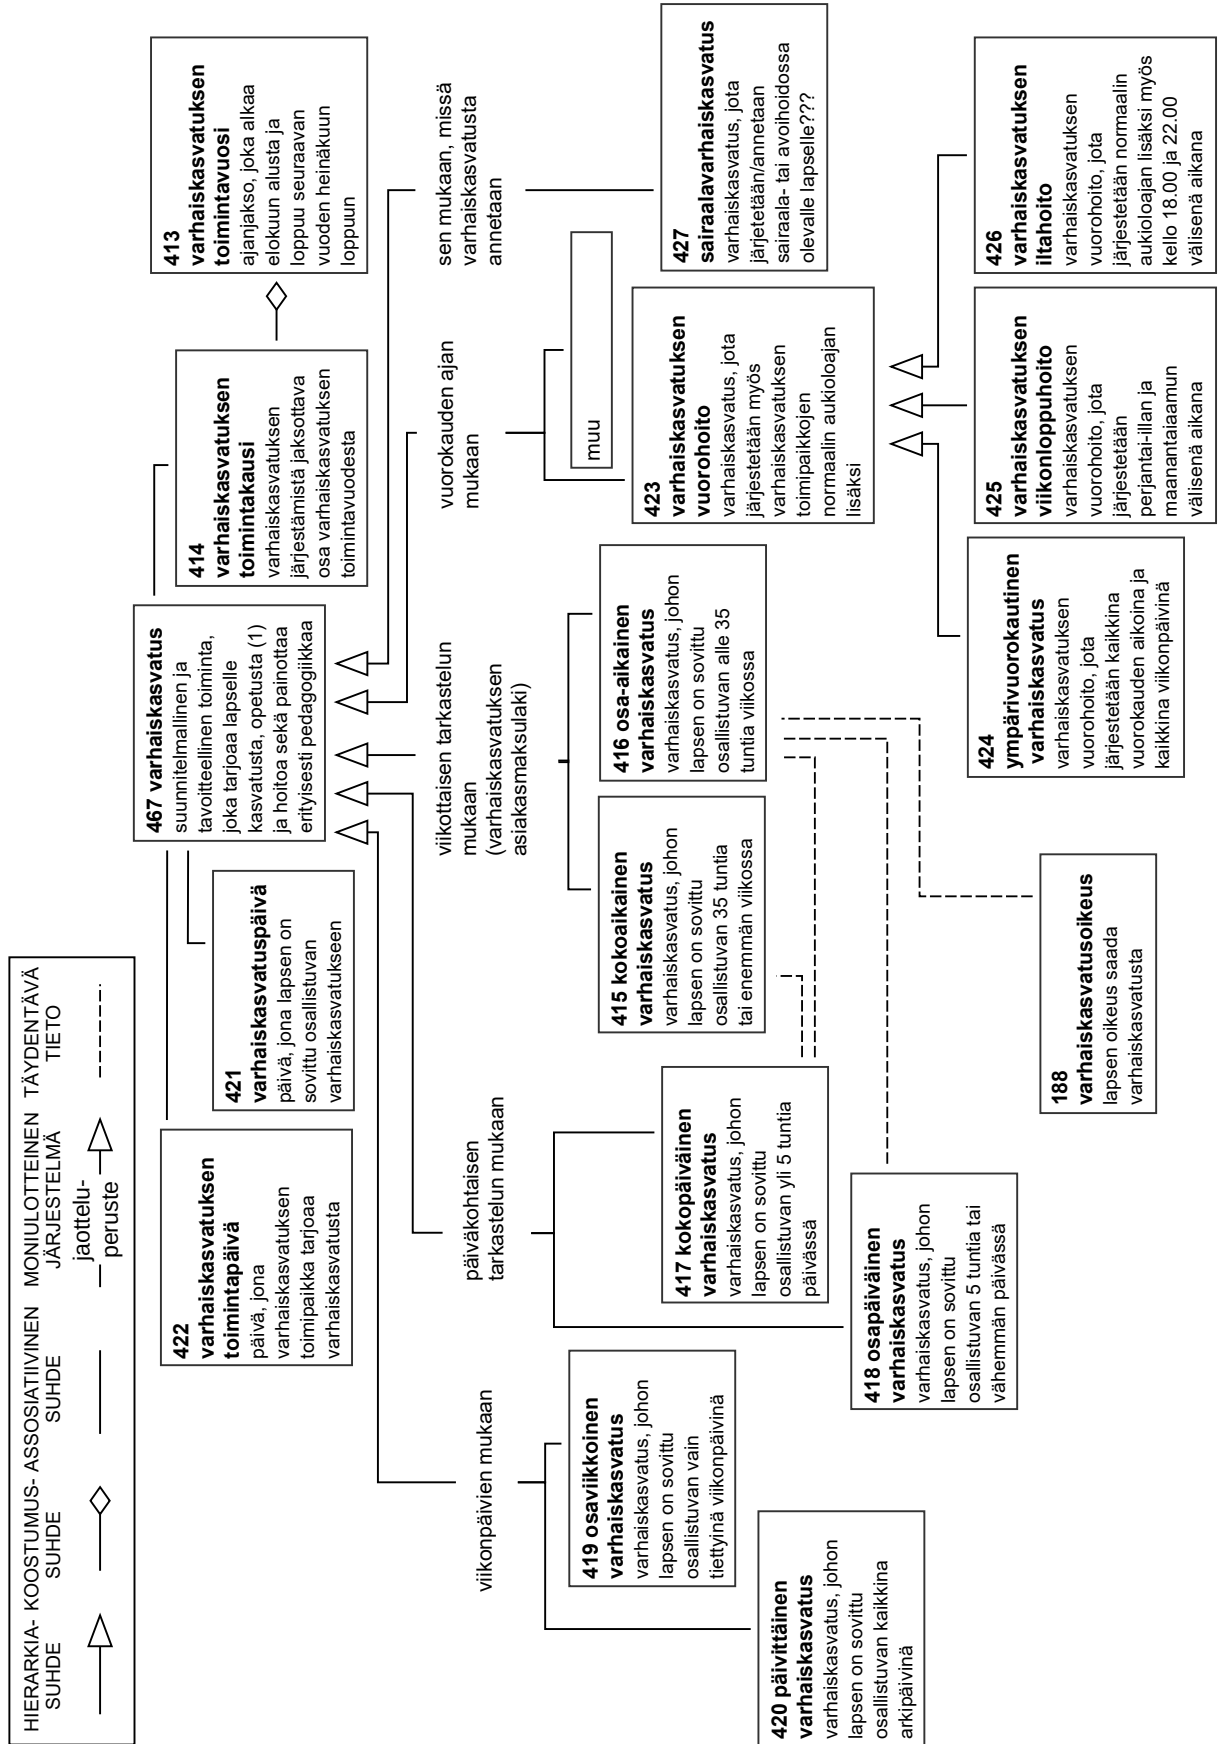 HIERARKIA- KOOSTUMUS- ASSOSIATIIVINEN MONIULOTTEINEN TÄYDENTÄVÄ
SUHDE SUHDE SUHDE JÄRJESTELMÄ TIETO
jaottelu-
peruste
422
varhaiskasvatuksen
toimintapäivä
päivä, jona
varhaiskasvatuksen
toimipaikka tarjoaa
varhaiskasvatusta
421
varhaiskasvatuspäivä
päivä, jona lapsen on
sovittu osallistuvan
varhaiskasvatukseen
467 varhaiskasvatus
suunnitelmallinen ja
tavoitteellinen toiminta,
joka tarjoaa lapselle
kasvatusta, opetusta (1)
ja hoitoa sekä painottaa
erityisesti pedagogiikkaa
414
varhaiskasvatuksen
toimintakausi
varhaiskasvatuksen
järjestämistä jaksottava
osa varhaiskasvatuksen
toimintavuodesta
413
varhaiskasvatuksen
toimintavuosi
ajanjakso, joka alkaa
elokuun alusta ja
loppuu seuraavan
vuoden heinäkuun
loppuun
viikonpäivien mukaan
päiväkohtaisen
tarkastelun mukaan
viikottaisen tarkastelun
mukaan
(varhaiskasvatuksen
asiakasmaksulaki)
vuorokauden ajan
mukaan
sen mukaan, missä
varhaiskasvatusta
annetaan
420 päivittäinen
varhaiskasvatus
varhaiskasvatus, johon
lapsen on sovittu
osallistuvan kaikkina
arkipäivinä
419 osaviikkoinen
varhaiskasvatus
varhaiskasvatus, johon
lapsen on sovittu
osallistuvan vain
tiettyinä viikonpäivinä
418 osapäiväinen
varhaiskasvatus
varhaiskasvatus, johon
lapsen on sovittu
osallistuvan 5 tuntia tai
vähemmän päivässä
417 kokopäiväinen
varhaiskasvatus
varhaiskasvatus, johon
lapsen on sovittu
osallistuvan yli 5 tuntia
päivässä
415 kokoaikainen
varhaiskasvatus
varhaiskasvatus, johon
lapsen on sovittu
osallistuvan 35 tuntia
tai enemmän viikossa
416 osa-aikainen
varhaiskasvatus
varhaiskasvatus, johon
lapsen on sovittu
osallistuvan alle 35
tuntia viikossa
423
varhaiskasvatuksen
vuorohoito
varhaiskasvatus, jota
järjestetään myös
varhaiskasvatuksen
toimipaikkojen
normaalin aukioloajan
lisäksi
muu
427
sairaalavarhaiskasvatus
varhaiskasvatus, jota
järjetetään/annetaan
sairaala- tai avoihoidossa
olevalle lapselle???
188
varhaiskasvatusoikeus
lapsen oikeus saada
varhaiskasvatusta
424
ympärivuorokautinen
varhaiskasvatus
varhaiskasvatuksen
vuorohoito, jota
järjestetään kaikkina
vuorokauden aikoina ja
kaikkina viikonpäivinä
425
varhaiskasvatuksen
viikonloppuhoito
varhaiskasvatuksen
vuorohoito, jota
järjestetään
perjantai-illan ja
maanantaiaamun
välisenä aikana
426
varhaiskasvatuksen
iltahoito
varhaiskasvatuksen
vuorohoito, jota
järjestetään normaalin
aukioloajan lisäksi myös
kello 18.00 ja 22.00
välisenä aikana